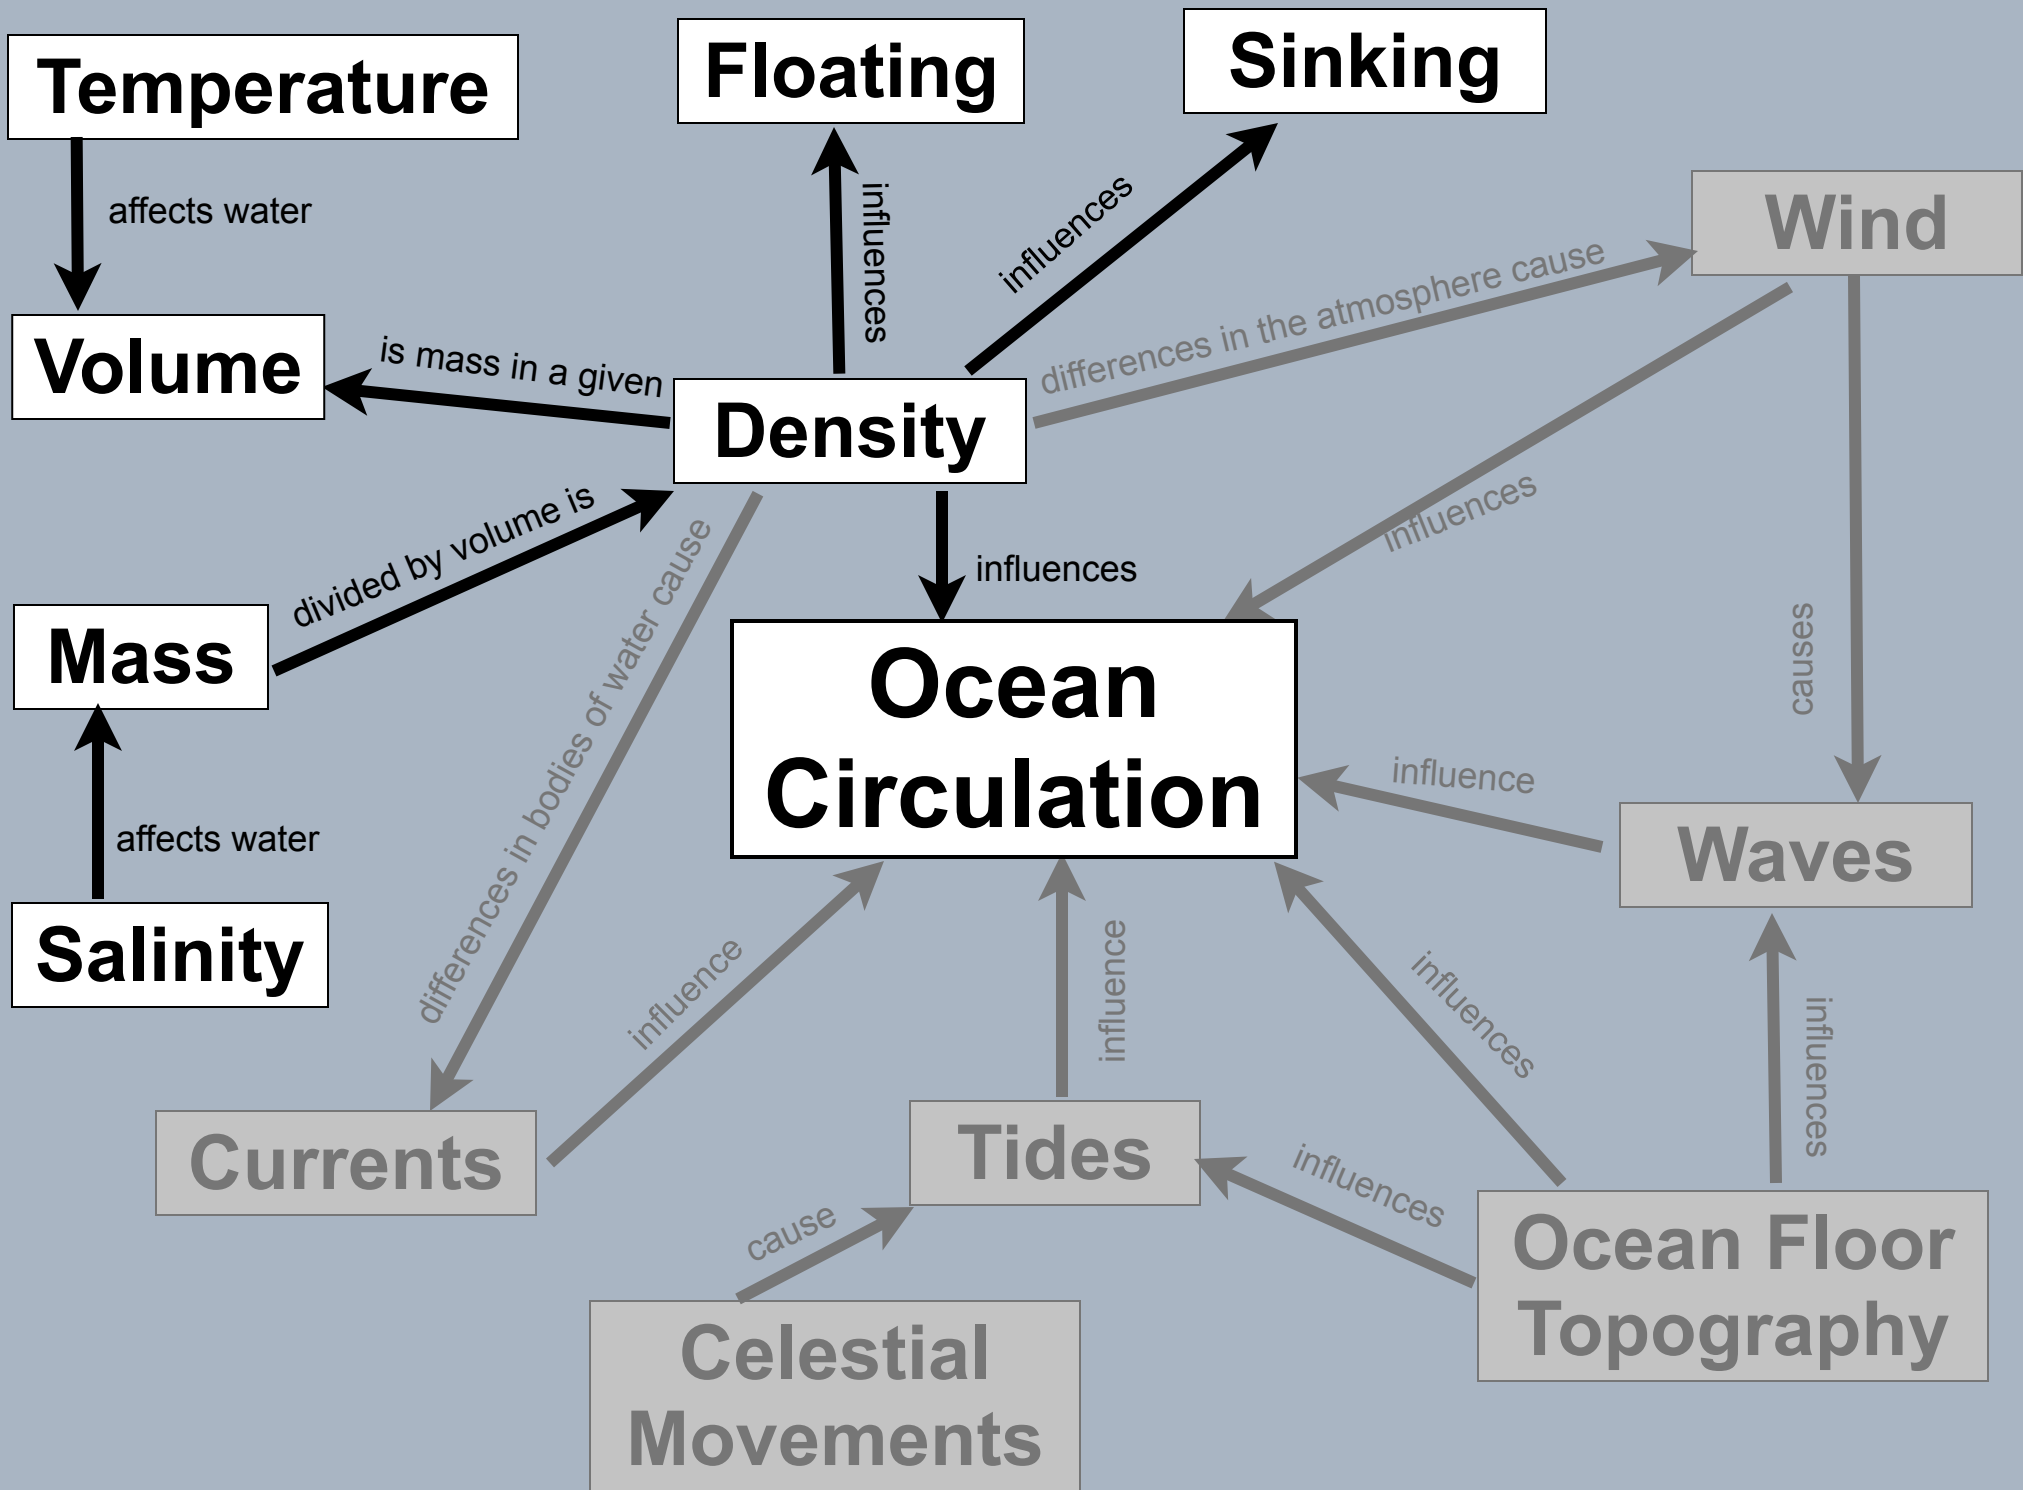 Temperature
Floating
Sinking
Wind
affects water
influences
influences
differences in the atmosphere cause
Volume
is mass in a given
Density
influences
divided by volume is
influences
causes
Mass
differences in bodies of water cause
Ocean
Circulation
influence
Waves
affects water
Salinity
influence
influence
influences
influences
Currents
Tides
influences
cause
Ocean Floor
Topography
Celestial
Movements